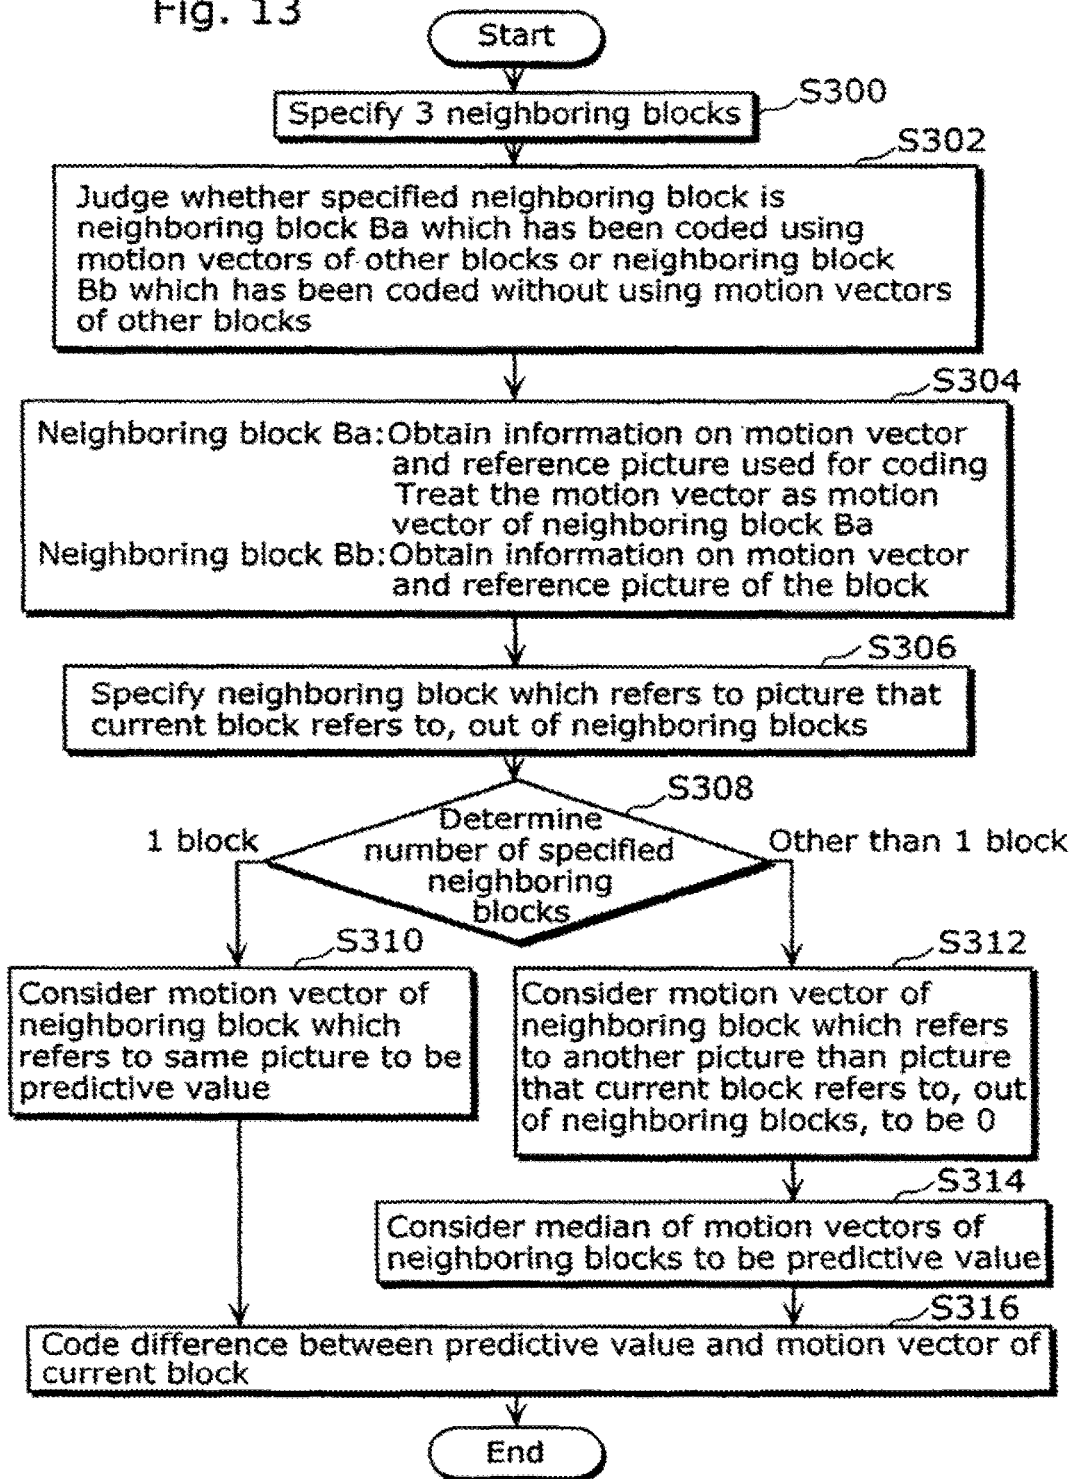 Fig. 13
Start
S300
Specify 3 neighboring blocks
S302
Judge whether specified neighboring block is
neighboring block Ba which has been coded using
motion vectors of other blocks or neighboring block
Bb which has been coded without using motion vectors
of other blocks
S304
Neighboring block Ba:Obtain information on motion vector
and reference picture used for coding
Treat the motion vector as motion
vector of neighboring block Ba
Neighboring block Bb:Obtain information on motion vector
and reference picture of the block
S306
Specify neighboring block which refers to picture that
current block refers to, out of neighboring blocks
S308
Determine
number of specified
neighboring
blocks
1 block
Other than 1 block
S310
Consider motion vector of
neighboring block which
refers to same picture to be
predictive value
S312
Consider motion vector of
neighboring block which refers
to another picture than picture
that current block refers to, out
of neighboring blocks, to be 0
S314
Consider median of motion vectors of
neighboring blocks to be predictive value
S316
Code difference between predictive value and motion vector of
current block
End